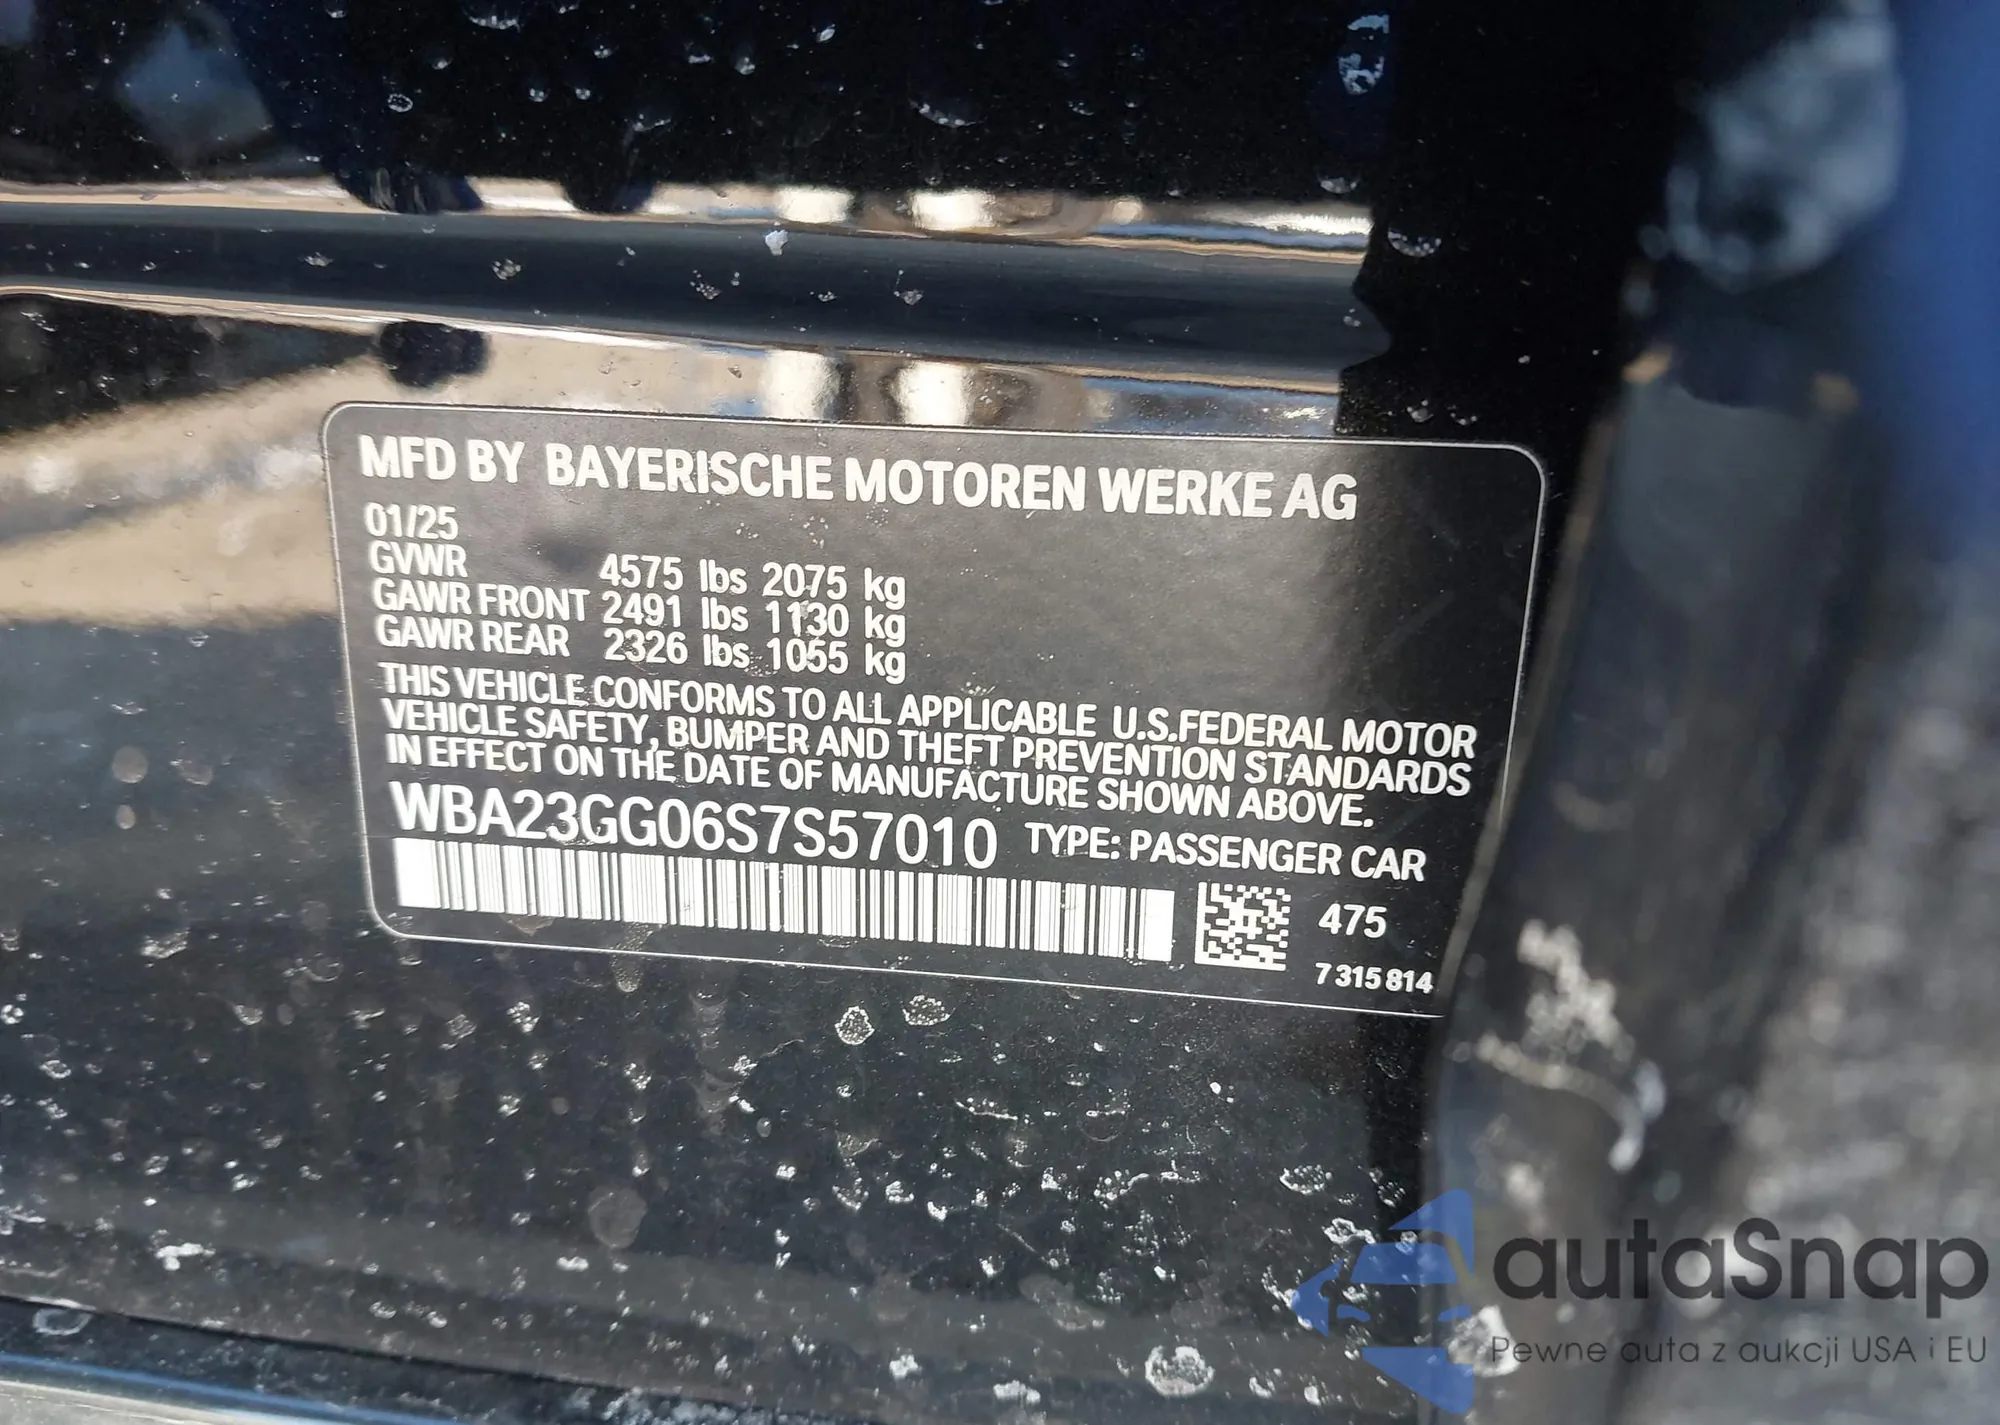 MFD BY BAYERISCHE MOTOREN WERKE AG
01/25
GVWR 4575 lbs 2075 kg
GAWR FRONT 2491 lbs 1130 kg
GAWR REAR 2326 lbs 1055 kg
THIS VEHICLE CONFORMS TO ALL APPLICABLE U.S.FEDERAL MOTOR
VEHICLE SAFETY, BUMPER AND THEFT PREVENTION STANDARDS
IN EFFECT ON THE DATE OF MANUFACTURE SHOWN ABOVE.
WBA23GG06S7S57010 TYPE: PASSENGER CAR
475
7 315 814
autaSnap
Pewne auta z aukcji USA i EU